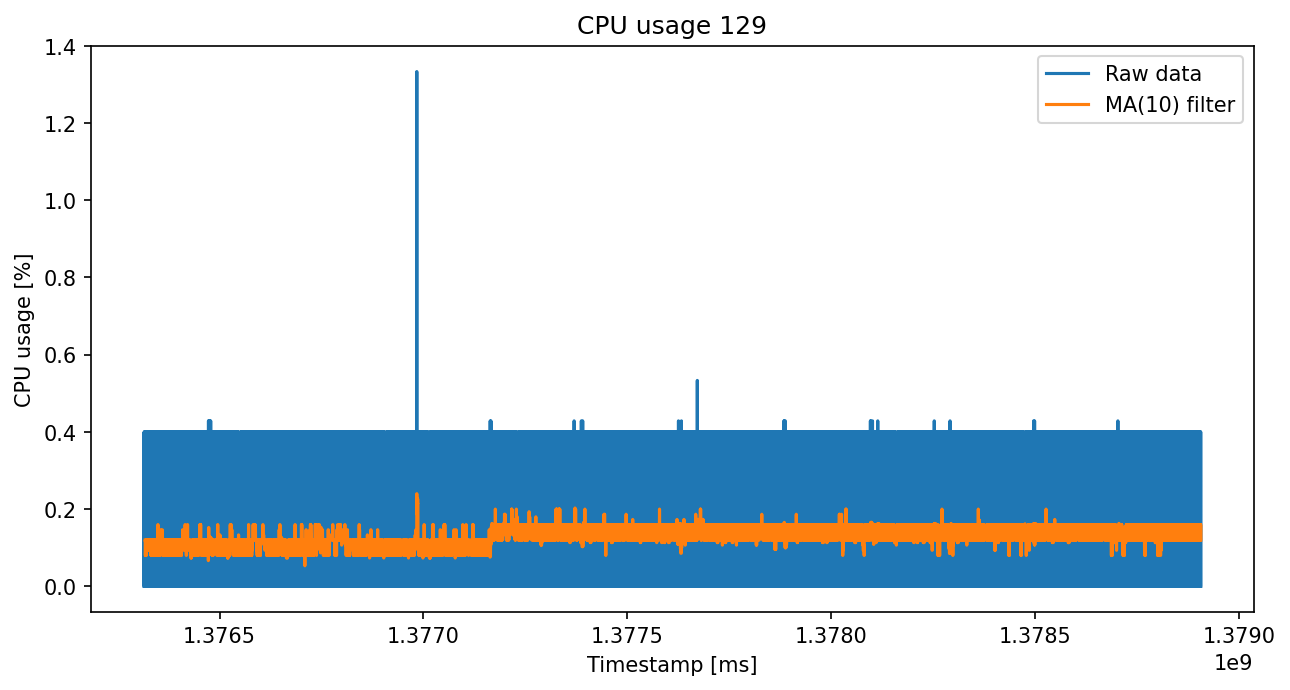 CPU usage 129
Raw data
MA(10) filter
CPU usage [%]
1.4
1.2
1.0
0.8
0.6
0.4
0.2
0.0
1.3765 1.3770 1.3775 1.3780 1.3785 1.3790
1e9
Timestamp [ms]